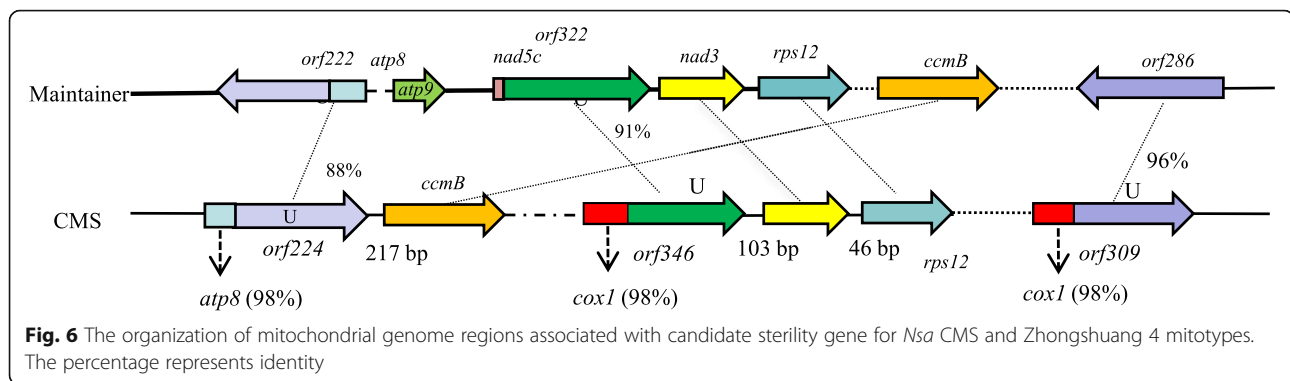 orf322
orf222 atp8 nad5c nad3 rps12 ccmB orf286
Maintainer atp9
U U
91%
88% ccmB 96%
U U
CMS U
217 bp orf224 orf346 103 bp 46 bp rps12 orf309
atp8 (98%) cox1 (98%) cox1 (98%)
Fig. 6 The organization of mitochondrial genome regions associated with candidate sterility gene for Nsa CMS and Zhongshuang 4 mitotypes.
The percentage represents identity